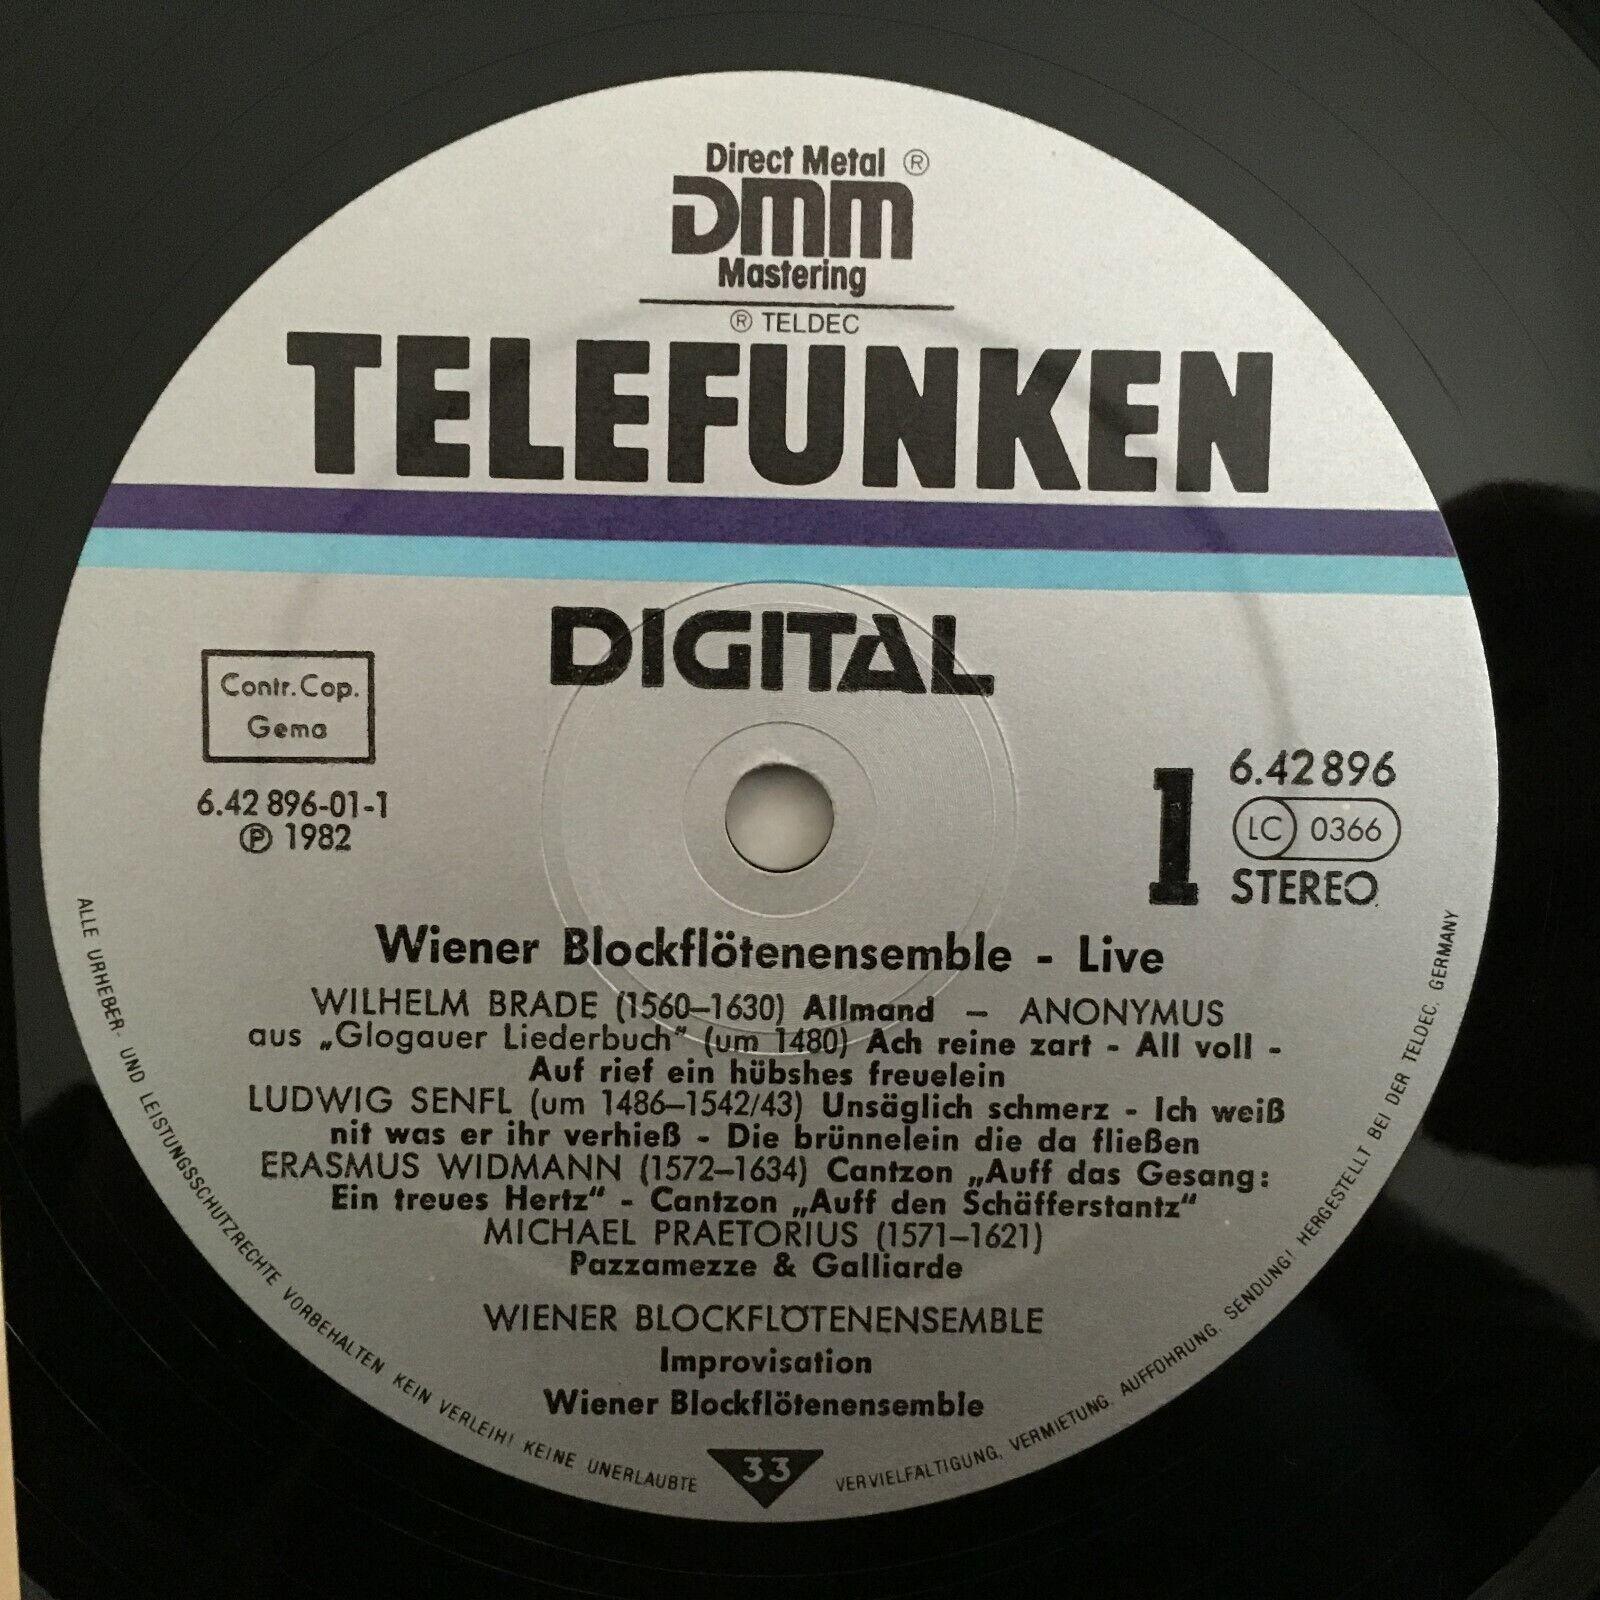 Direct Metal ®
DMM
Mastering
® TELDEC
TELEFUNKEN
DIGITAL
Contr. Cop.
Gema
6.42 896-01-1
℗ 1982
1
6.42896
LC 0366
STEREO
Wiener Blockflötenensemble - Live
WILHELM BRADE (1560–1630) Allmand – ANONYMUS
aus „Glogauer Liederbuch" (um 1480) Ach reine zart - All voll -
Auf rief ein hübshes freuelein
LUDWIG SENFL (um 1486–1542/43) Unsäglich schmerz - Ich weiß
nit was er ihr verhieß - Die brünnelein die da fließen
ERASMUS WIDMANN (1572–1634) Cantzon „Auff das Gesang:
Ein treues Hertz" - Cantzon „Auff den Schäfferstantz"
MICHAEL PRAETORIUS (1571–1621)
Pazzamezze & Galliarde
WIENER BLOCKFLÖTENENSEMBLE
Improvisation
Wiener Blockflötenensemble
33
ALLE URHEBER- UND LEISTUNGSSCHUTZRECHTE VORBEHALTEN KEIN VERLEIH! KEINE UNERLAUBTE VERVIELFÄLTIGUNG, VERMIETUNG, AUFFÜHRUNG, SENDUNG! HERGESTELLT BEI DER TELDEC, GERMANY